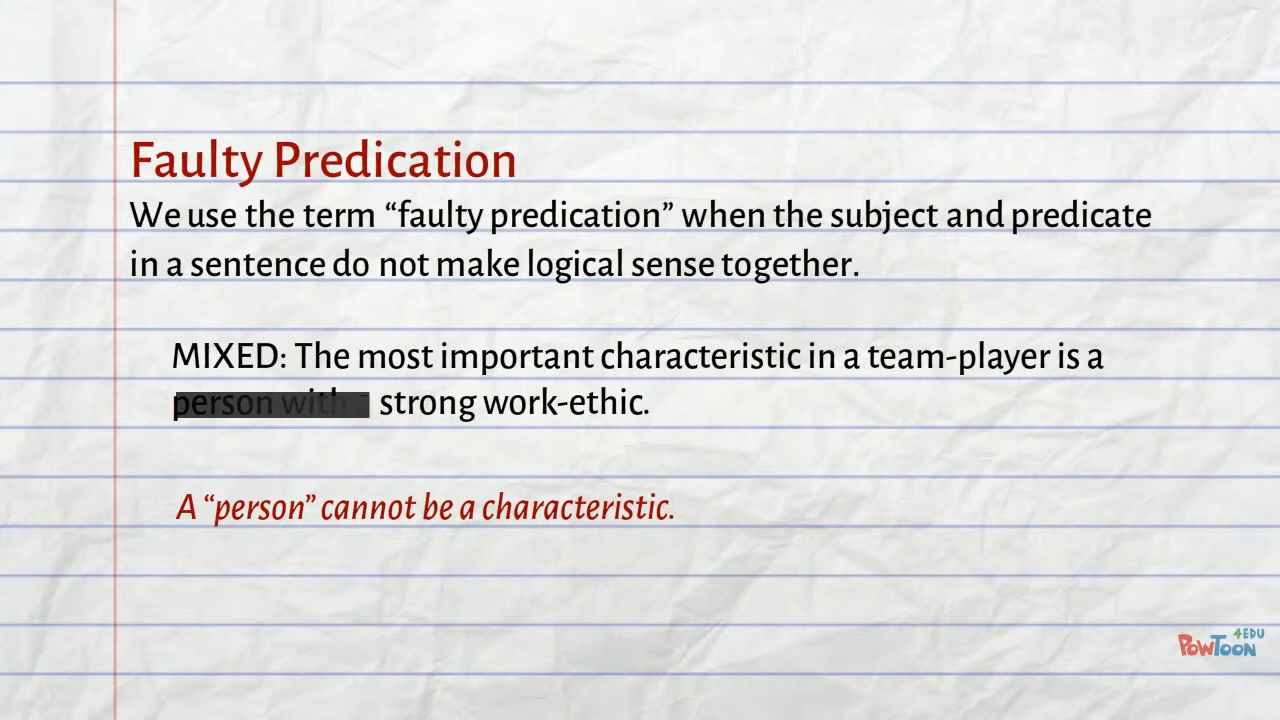 Faulty Predication
We use the term “faulty predication” when the subject and predicate
in a sentence do not make logical sense together.
MIXED: The most important characteristic in a team-player is a
person with strong work-ethic.
A “person” cannot be a characteristic.
4EDU
POWTOON